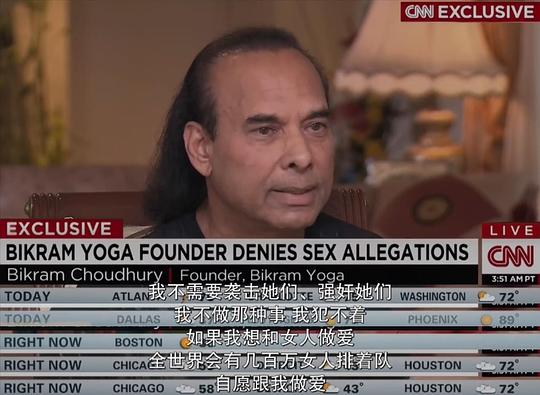 CNN EXCLUSIVE
EXCLUSIVE
BIKRAM YOGA FOUNDER DENIES SEX ALLEGATIONS
Bikram Choudhury | Founder, Bikram Yoga
LIVE
CNN
3:51 AM PT
TODAY ATLAN WASHINGTON 72°
TODAY DALLAS PHOENIX 89°
RIGHT NOW BOSTON
RIGHT NOW CHICAGO HOUSTON 72°
RIGHT NOW CHICAGO 58° 43° HOUSTON 72°
我不需要袭击她们、强奸她们
我不做那种事 我犯不着
如果我想和女人做爱
全世界会有几百万女人排着队
自愿跟我做爱